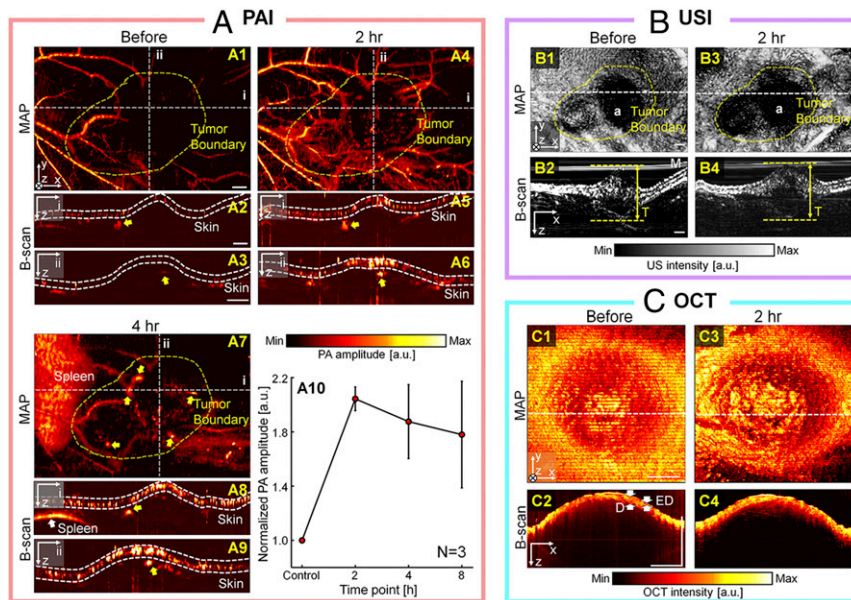 A PAI
Before
2 hr
MAP
A1
ii
i
Tumor
Boundary
y
z x
A4
ii
i
Tumor
Boundary
B-scan
i
z
A2
Skin
A5
i
z
Skin
ii
z
A3
A6
ii
z
Skin
4 hr
Min
Max
PA amplitude [a.u.]
MAP
A7
ii
i
Spleen
Tumor
Boundary
B-scan
i
z
A8
Spleen
Skin
ii
z
A9
Skin
A10
Normalized PA amplitude [a.u.]
2.2
1.8
1.4
1.0
N=3
Control 2 4 8
Time point [h]
B USI
Before
2 hr
MAP
B1
a
Tumor
Boundary
y
z x
B3
a
Tumor
Boundary
B-scan
B2
M
T
x
z
B4
T
Min
Max
US intensity [a.u.]
C OCT
Before
2 hr
MAP
C1
y
z x
C3
B-scan
C2
D
ED
x
z
C4
Min
Max
OCT intensity [a.u.]